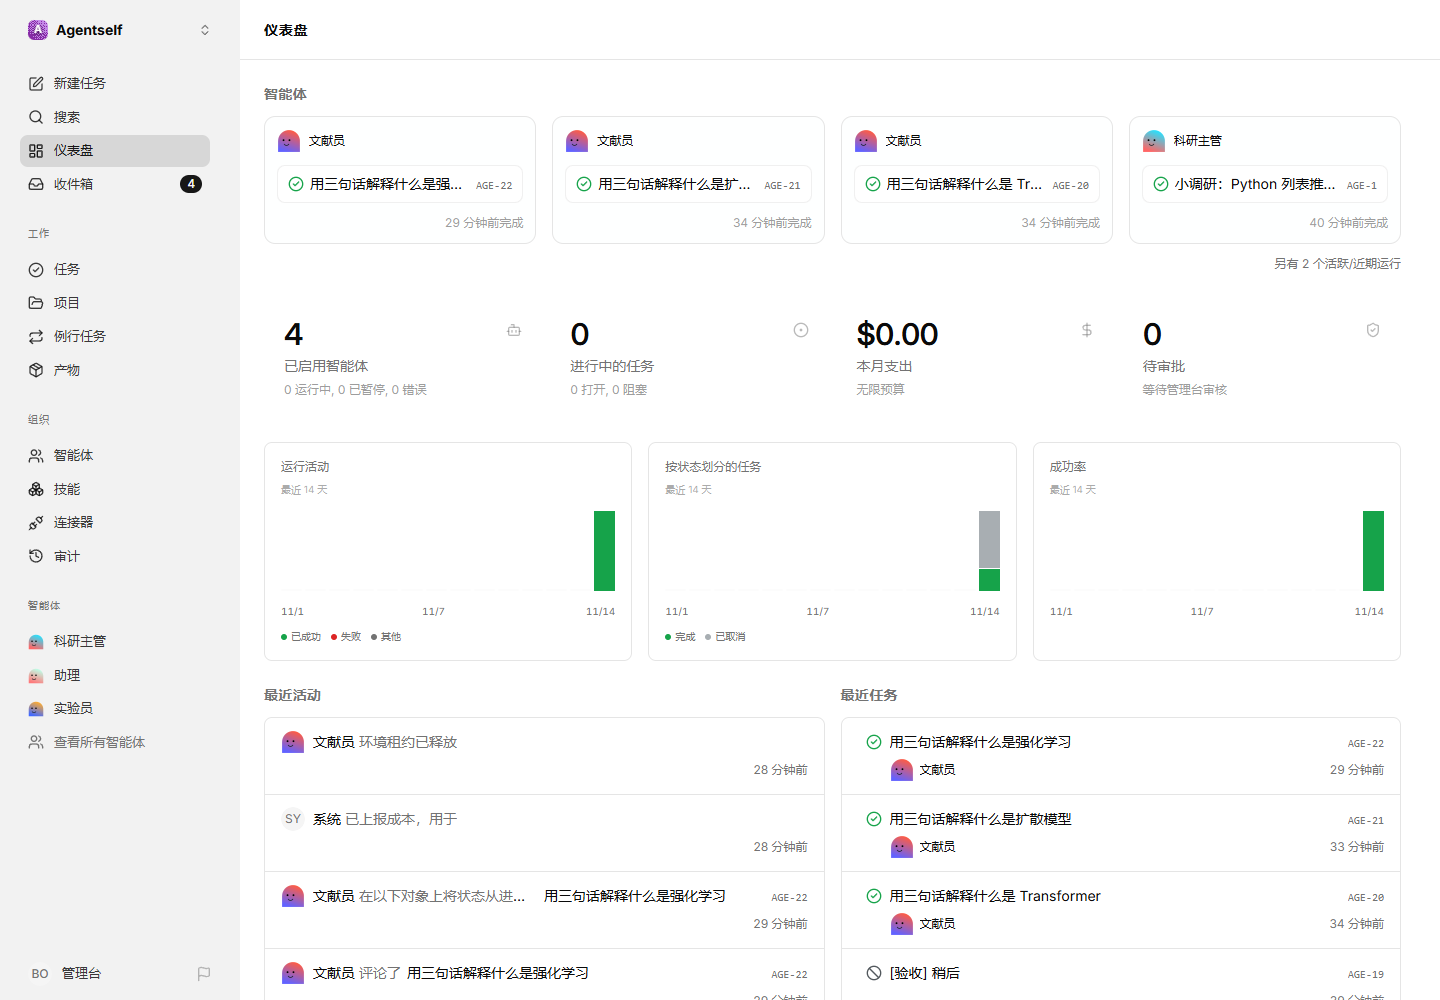 Agentself
新建任务
搜索
仪表盘
收件箱
4
工作
任务
项目
例行任务
产物
组织
智能体
技能
连接器
审计
智能体
科研主管
助理
实验员
查看所有智能体
BO 管理台
仪表盘
智能体
文献员
用三句话解释什么是强... AGE-22
29 分钟前完成
文献员
用三句话解释什么是扩... AGE-21
34 分钟前完成
文献员
用三句话解释什么是 Tr... AGE-20
34 分钟前完成
科研主管
小调研：Python 列表推... AGE-1
40 分钟前完成
另有 2 个活跃/近期运行
4
已启用智能体
0 运行中, 0 已暂停, 0 错误
0
进行中的任务
0 打开, 0 阻塞
$0.00
本月支出
无限预算
0
待审批
等待管理台审核
运行活动
最近 14 天
11/1 11/7 11/14
已成功 失败 其他
按状态划分的任务
最近 14 天
11/1 11/7 11/14
完成 已取消
成功率
最近 14 天
11/1 11/7 11/14
最近活动
文献员 环境租约已释放
28 分钟前
SY 系统 已上报成本，用于
28 分钟前
文献员 在以下对象上将状态从进... 用三句话解释什么是强化学习 AGE-22
29 分钟前
文献员 评论了 用三句话解释什么是强化学习 AGE-22
最近任务
用三句话解释什么是强化学习 AGE-22
文献员 29 分钟前
用三句话解释什么是扩散模型 AGE-21
文献员 33 分钟前
用三句话解释什么是 Transformer AGE-20
文献员 34 分钟前
[验收] 稍后 AGE-19